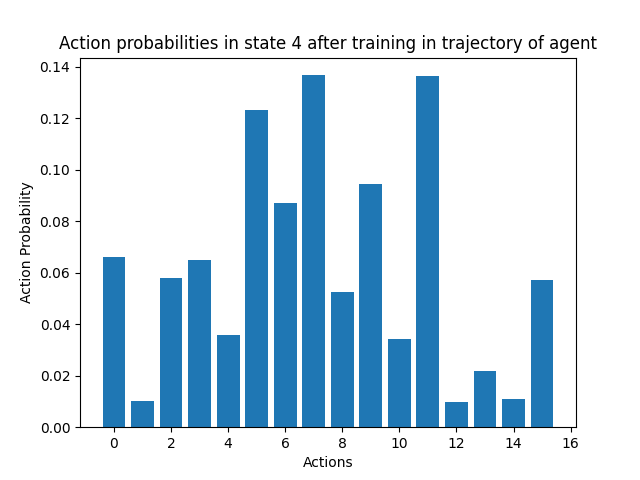 Action probabilities in state 4 after training in trajectory of agent
0.14
0.12
0.10
0.08
0.06
0.04
0.02
0.00
Action Probability
0 2 4 6 8 10 12 14 16
Actions